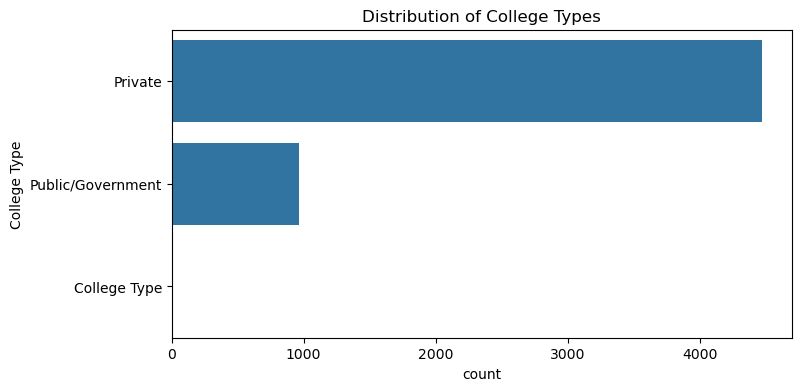 Distribution of College Types
College Type
Private
Public/Government
College Type
0 1000 2000 3000 4000
count